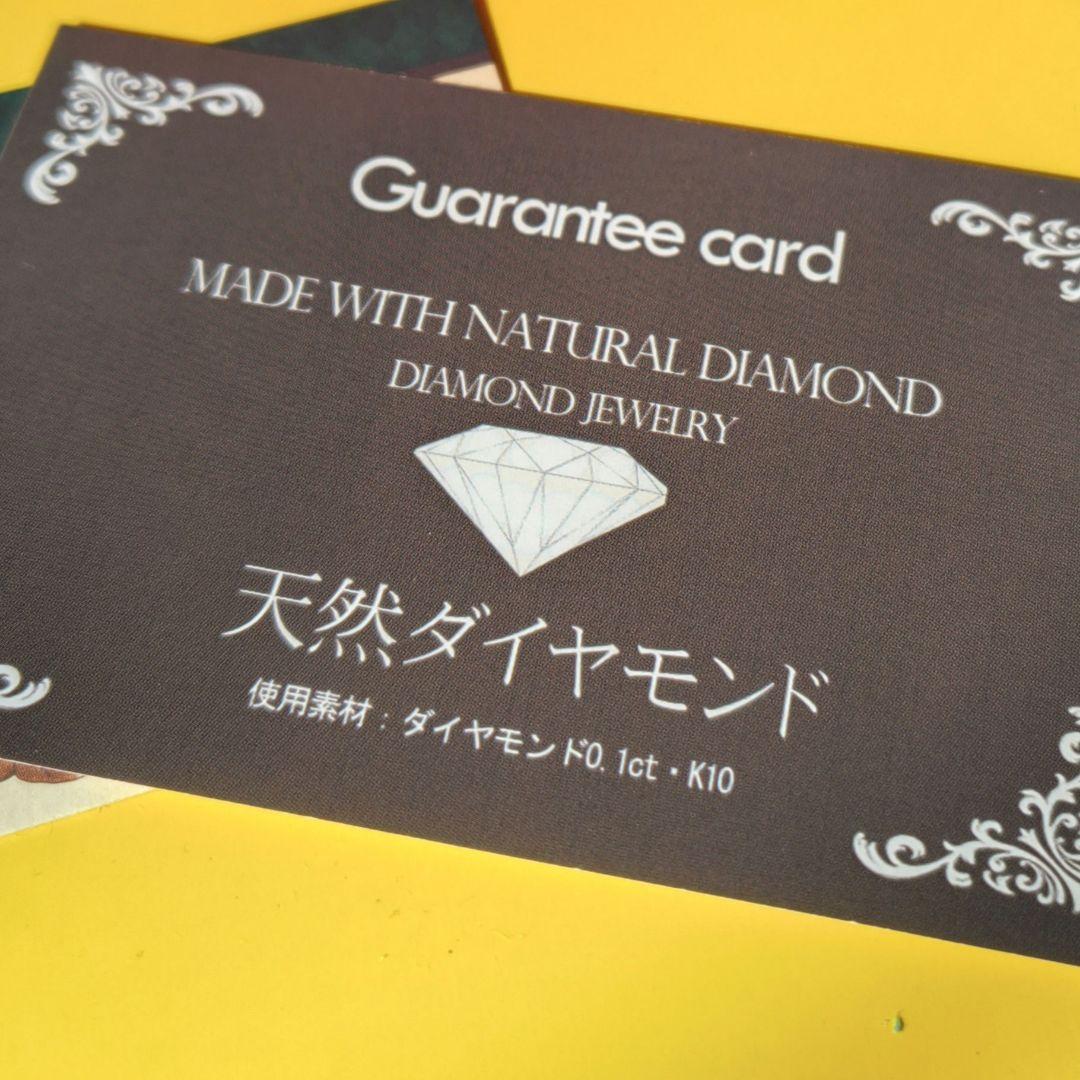 Guarantee card
MADE WITH NATURAL DIAMOND
DIAMOND JEWELRY
天然ダイヤモンド
使用素材：ダイヤモンド0.1ct・K10